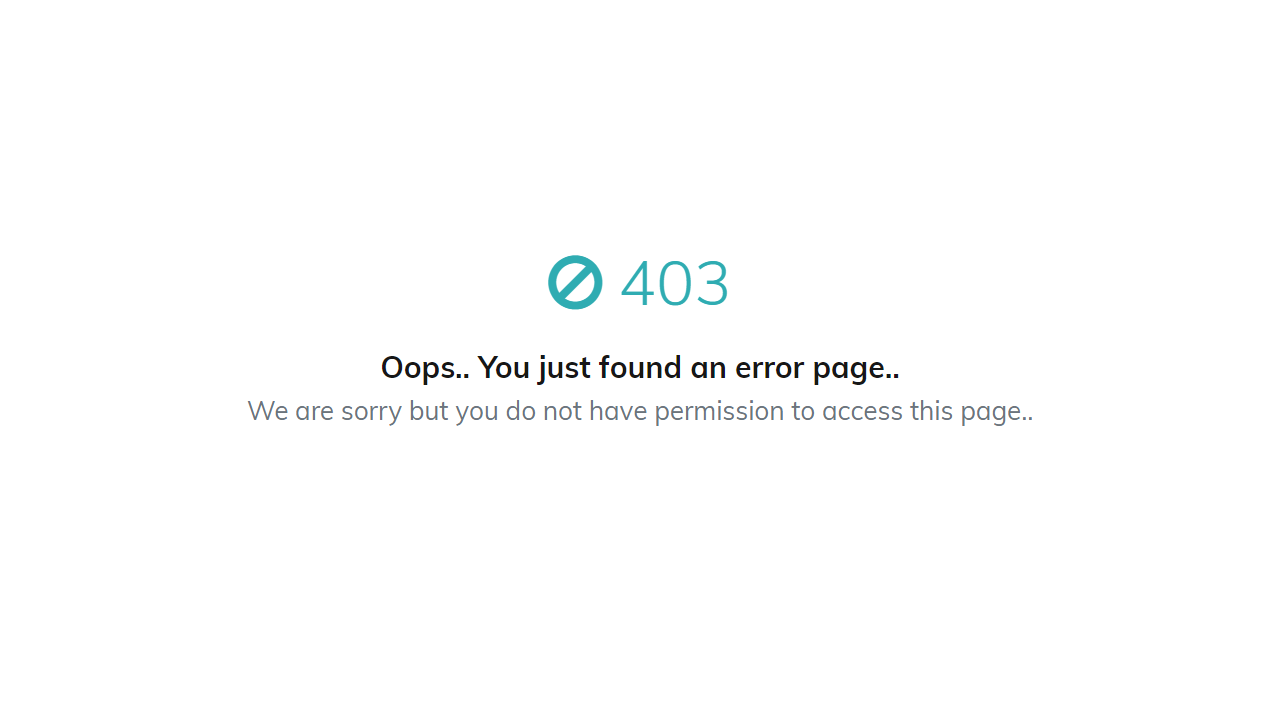 403
Oops.. You just found an error page..
We are sorry but you do not have permission to access this page..